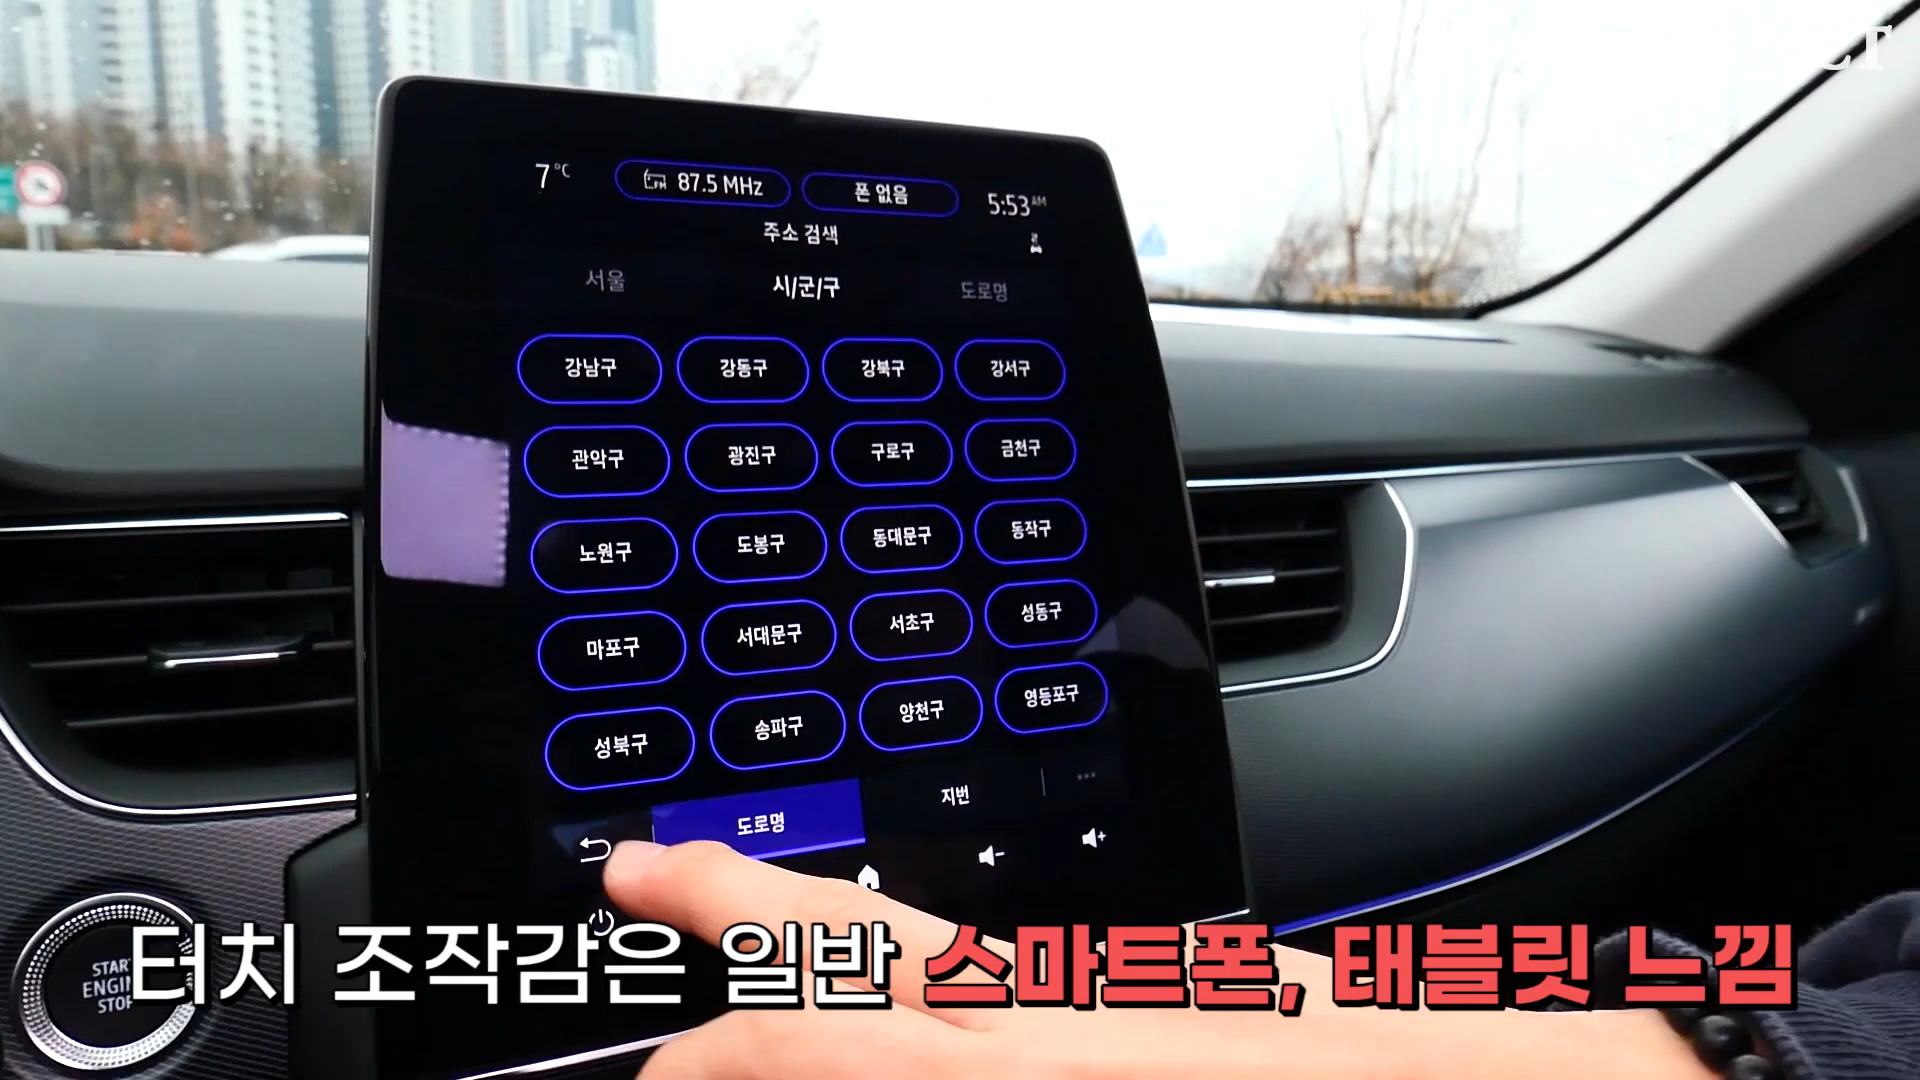 7°C
FM 87.5 MHz
폰 없음
5:53 AM
주소 검색
서울 시/군/구 도로명
강남구 강동구 강북구 강서구
관악구 광진구 구로구 금천구
노원구 도봉구 동대문구 동작구
마포구 서대문구 서초구 성동구
성북구 송파구 양천구 영등포구
도로명 지번
START
ENGINE
STOP
터치 조작감은 일반 스마트폰, 태블릿 느낌